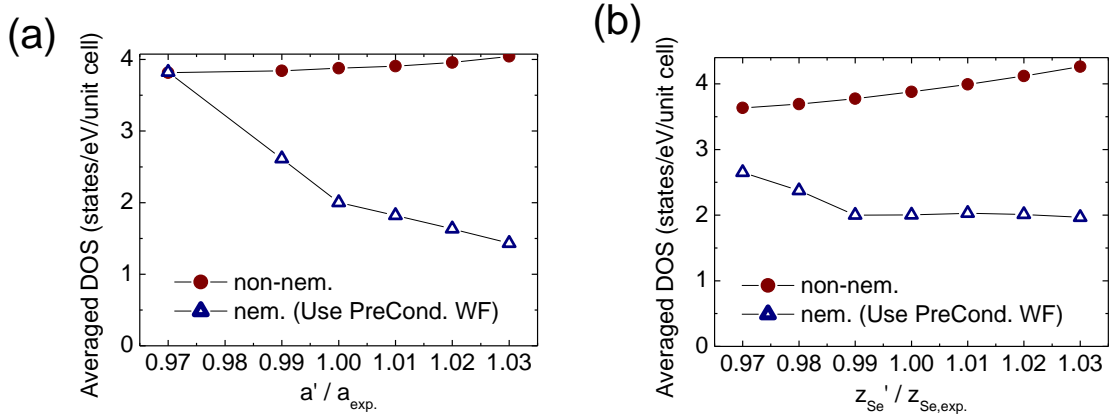 (a)
Averaged DOS (states/eV/unit cell)
4
3
2
1
0
non-nem.
nem. (Use PreCond. WF)
0.97 0.98 0.99 1.00 1.01 1.02 1.03
a' / a_exp.
(b)
Averaged DOS (states/eV/unit cell)
4
3
2
1
0
non-nem.
nem. (Use PreCond. WF)
0.97 0.98 0.99 1.00 1.01 1.02 1.03
z_Se' / z_Se,exp.